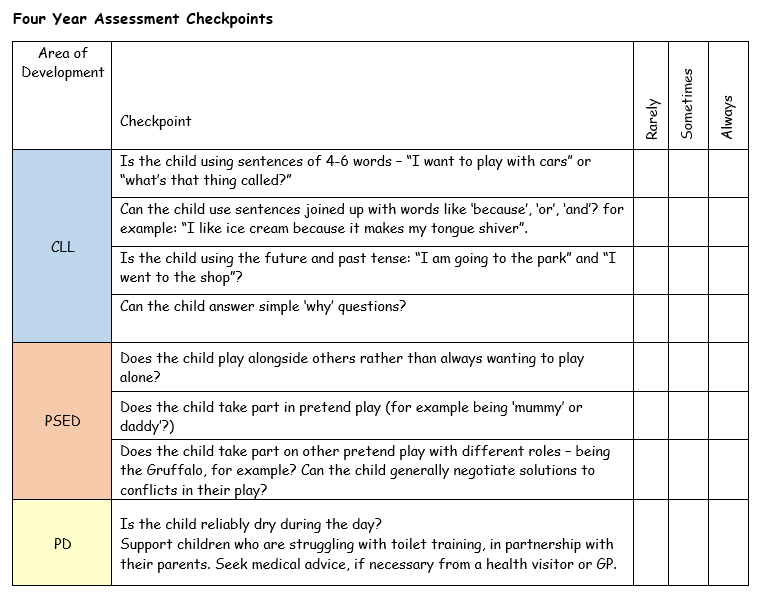 Four Year Assessment Checkpoints
Area of
Development
Checkpoint
Rarely
Sometimes
Always
CLL
Is the child using sentences of 4-6 words – “I want to play with cars” or
“what’s that thing called?”
Can the child use sentences joined up with words like ‘because’, ‘or’, ‘and’? for
example: “I like ice cream because it makes my tongue shiver”.
Is the child using the future and past tense: “I am going to the park” and “I
went to the shop”?
Can the child answer simple ‘why’ questions?
PSED
Does the child play alongside others rather than always wanting to play
alone?
Does the child take part in pretend play (for example being ‘mummy’ or
daddy’?)
Does the child take part on other pretend play with different roles – being
the Gruffalo, for example? Can the child generally negotiate solutions to
conflicts in their play?
PD
Is the child reliably dry during the day?
Support children who are struggling with toilet training, in partnership with
their parents. Seek medical advice, if necessary from a health visitor or GP.